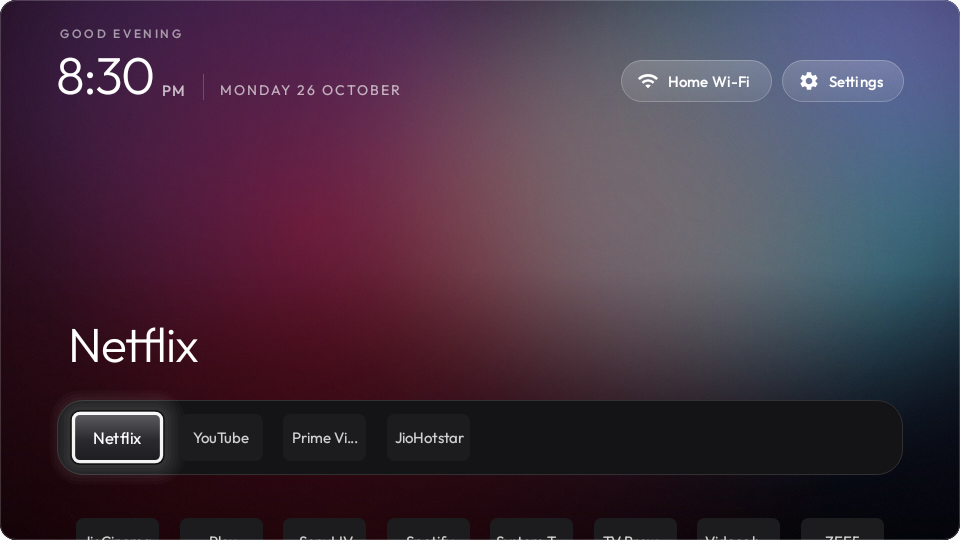 GOOD EVENING
8:30 PM
MONDAY 26 OCTOBER
Home Wi-Fi
Settings
Netflix
Netflix
YouTube
Prime Vi...
JioHotstar